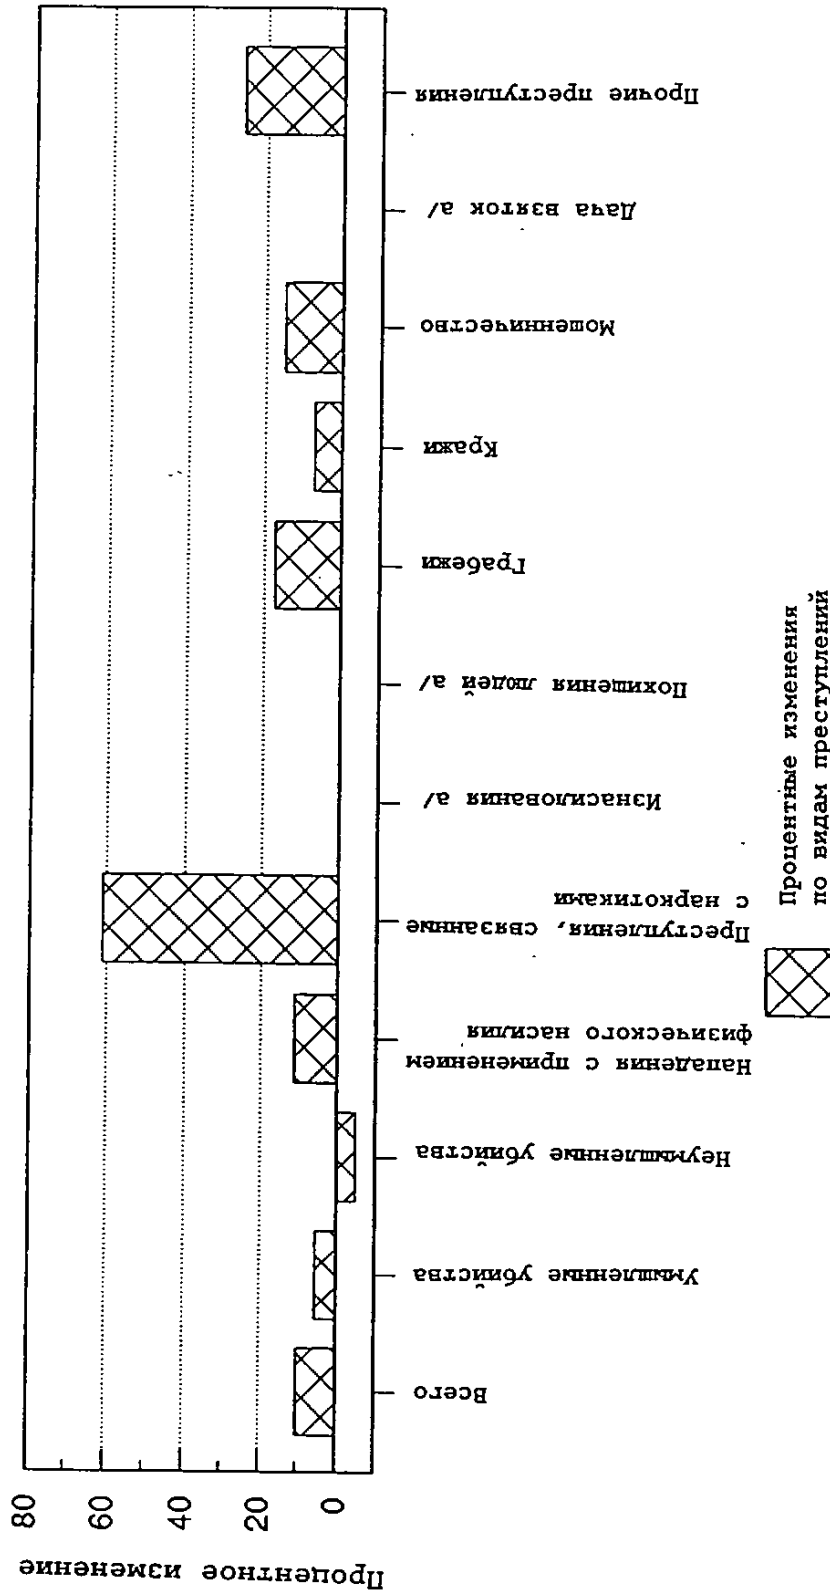 Процентное изменение
80
60
40
20
0
Всего
Умышленные убийства
Неумышленные убийства
Нападения с применением
физического насилия
Преступления, связанные
с наркотиками
Изнасилования а/
Похищения людей а/
Грабежи
Кражи
Мошенничество
Дача взяток а/
Прочие преступления
Процентные изменения
по видам преступлений